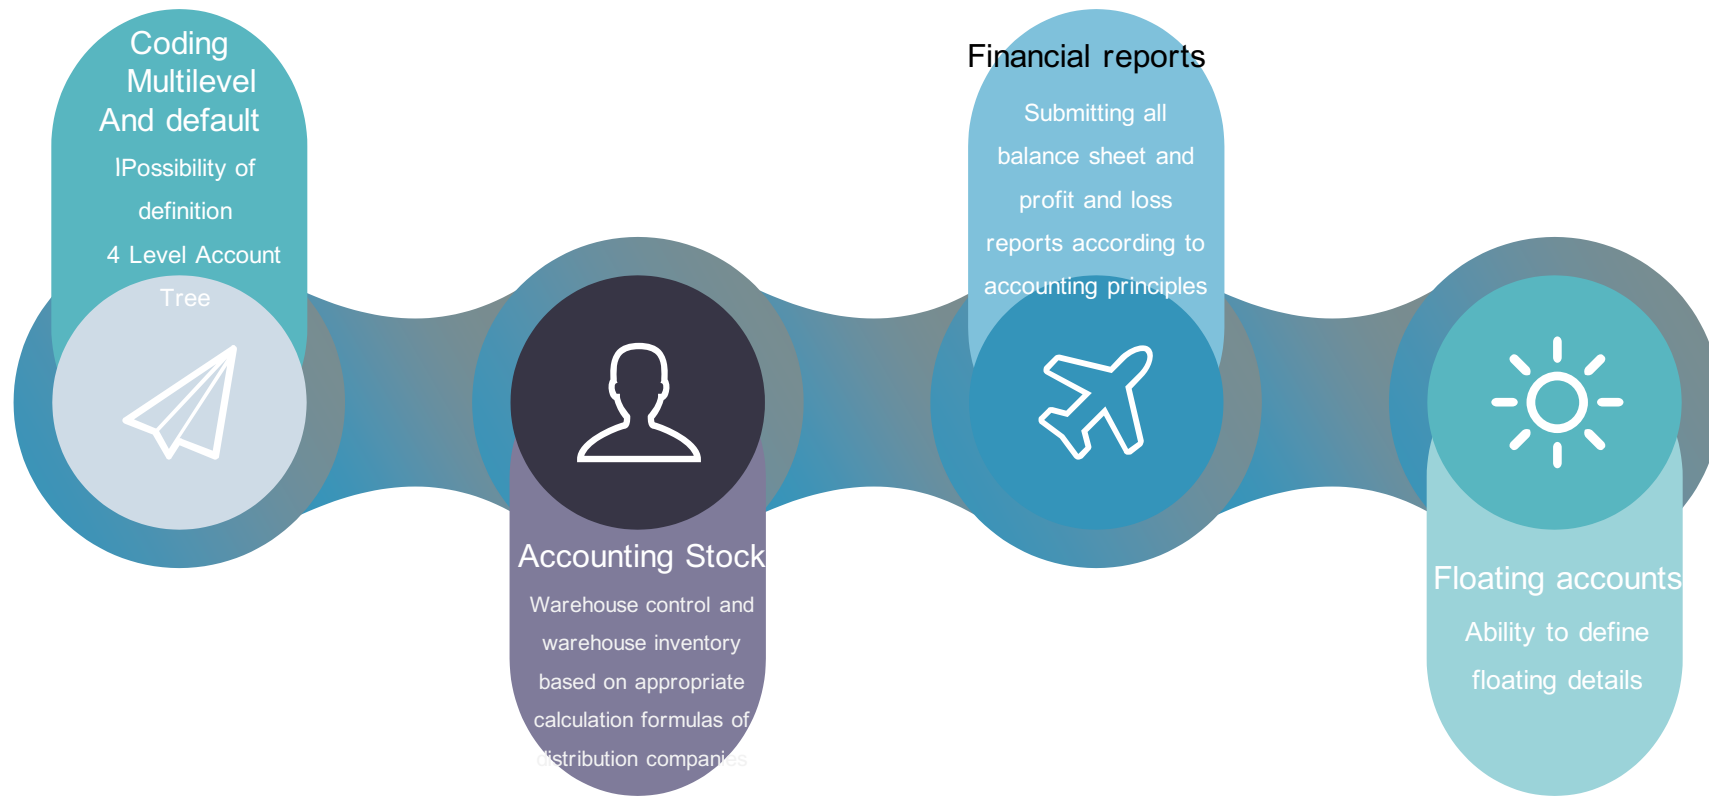 Coding
Multilevel
And default
lPossibility of
definition
4 Level Account
Tree
Accounting Stock
Warehouse control and
warehouse inventory
based on appropriate
calculation formulas of
distribution companies
Financial reports
Submitting all
balance sheet and
profit and loss
reports according to
accounting principles
Floating accounts
Ability to define
floating details